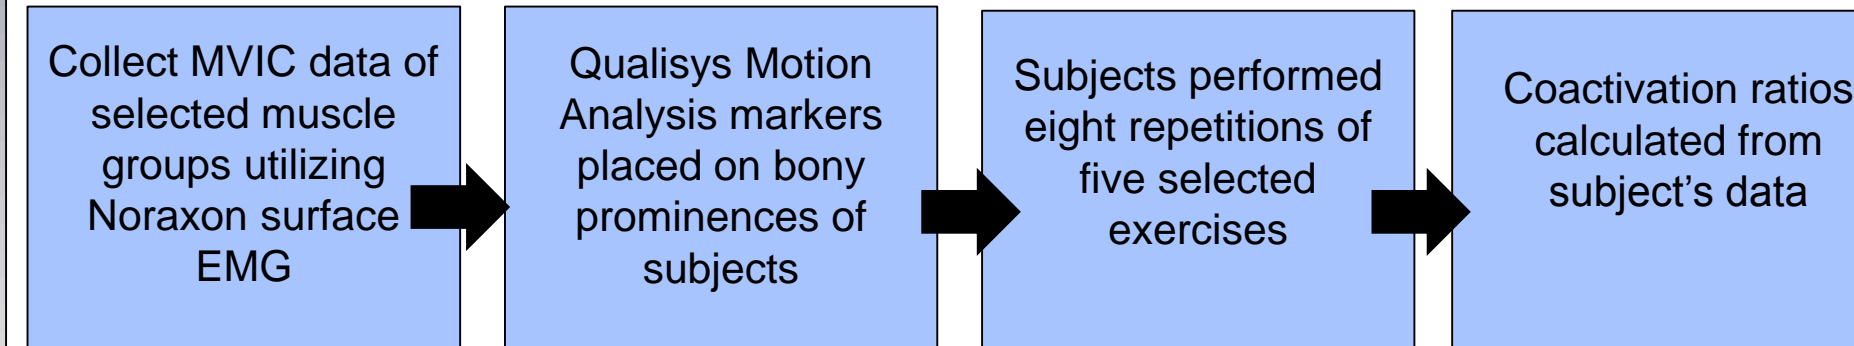 Collect MVIC data of
selected muscle
groups utilizing
Noraxon surface
EMG
Qualisys Motion
Analysis markers
placed on bony
prominences of
subjects
Subjects performed
eight repetitions of
five selected
exercises
Coactivation ratios
calculated from
subject’s data